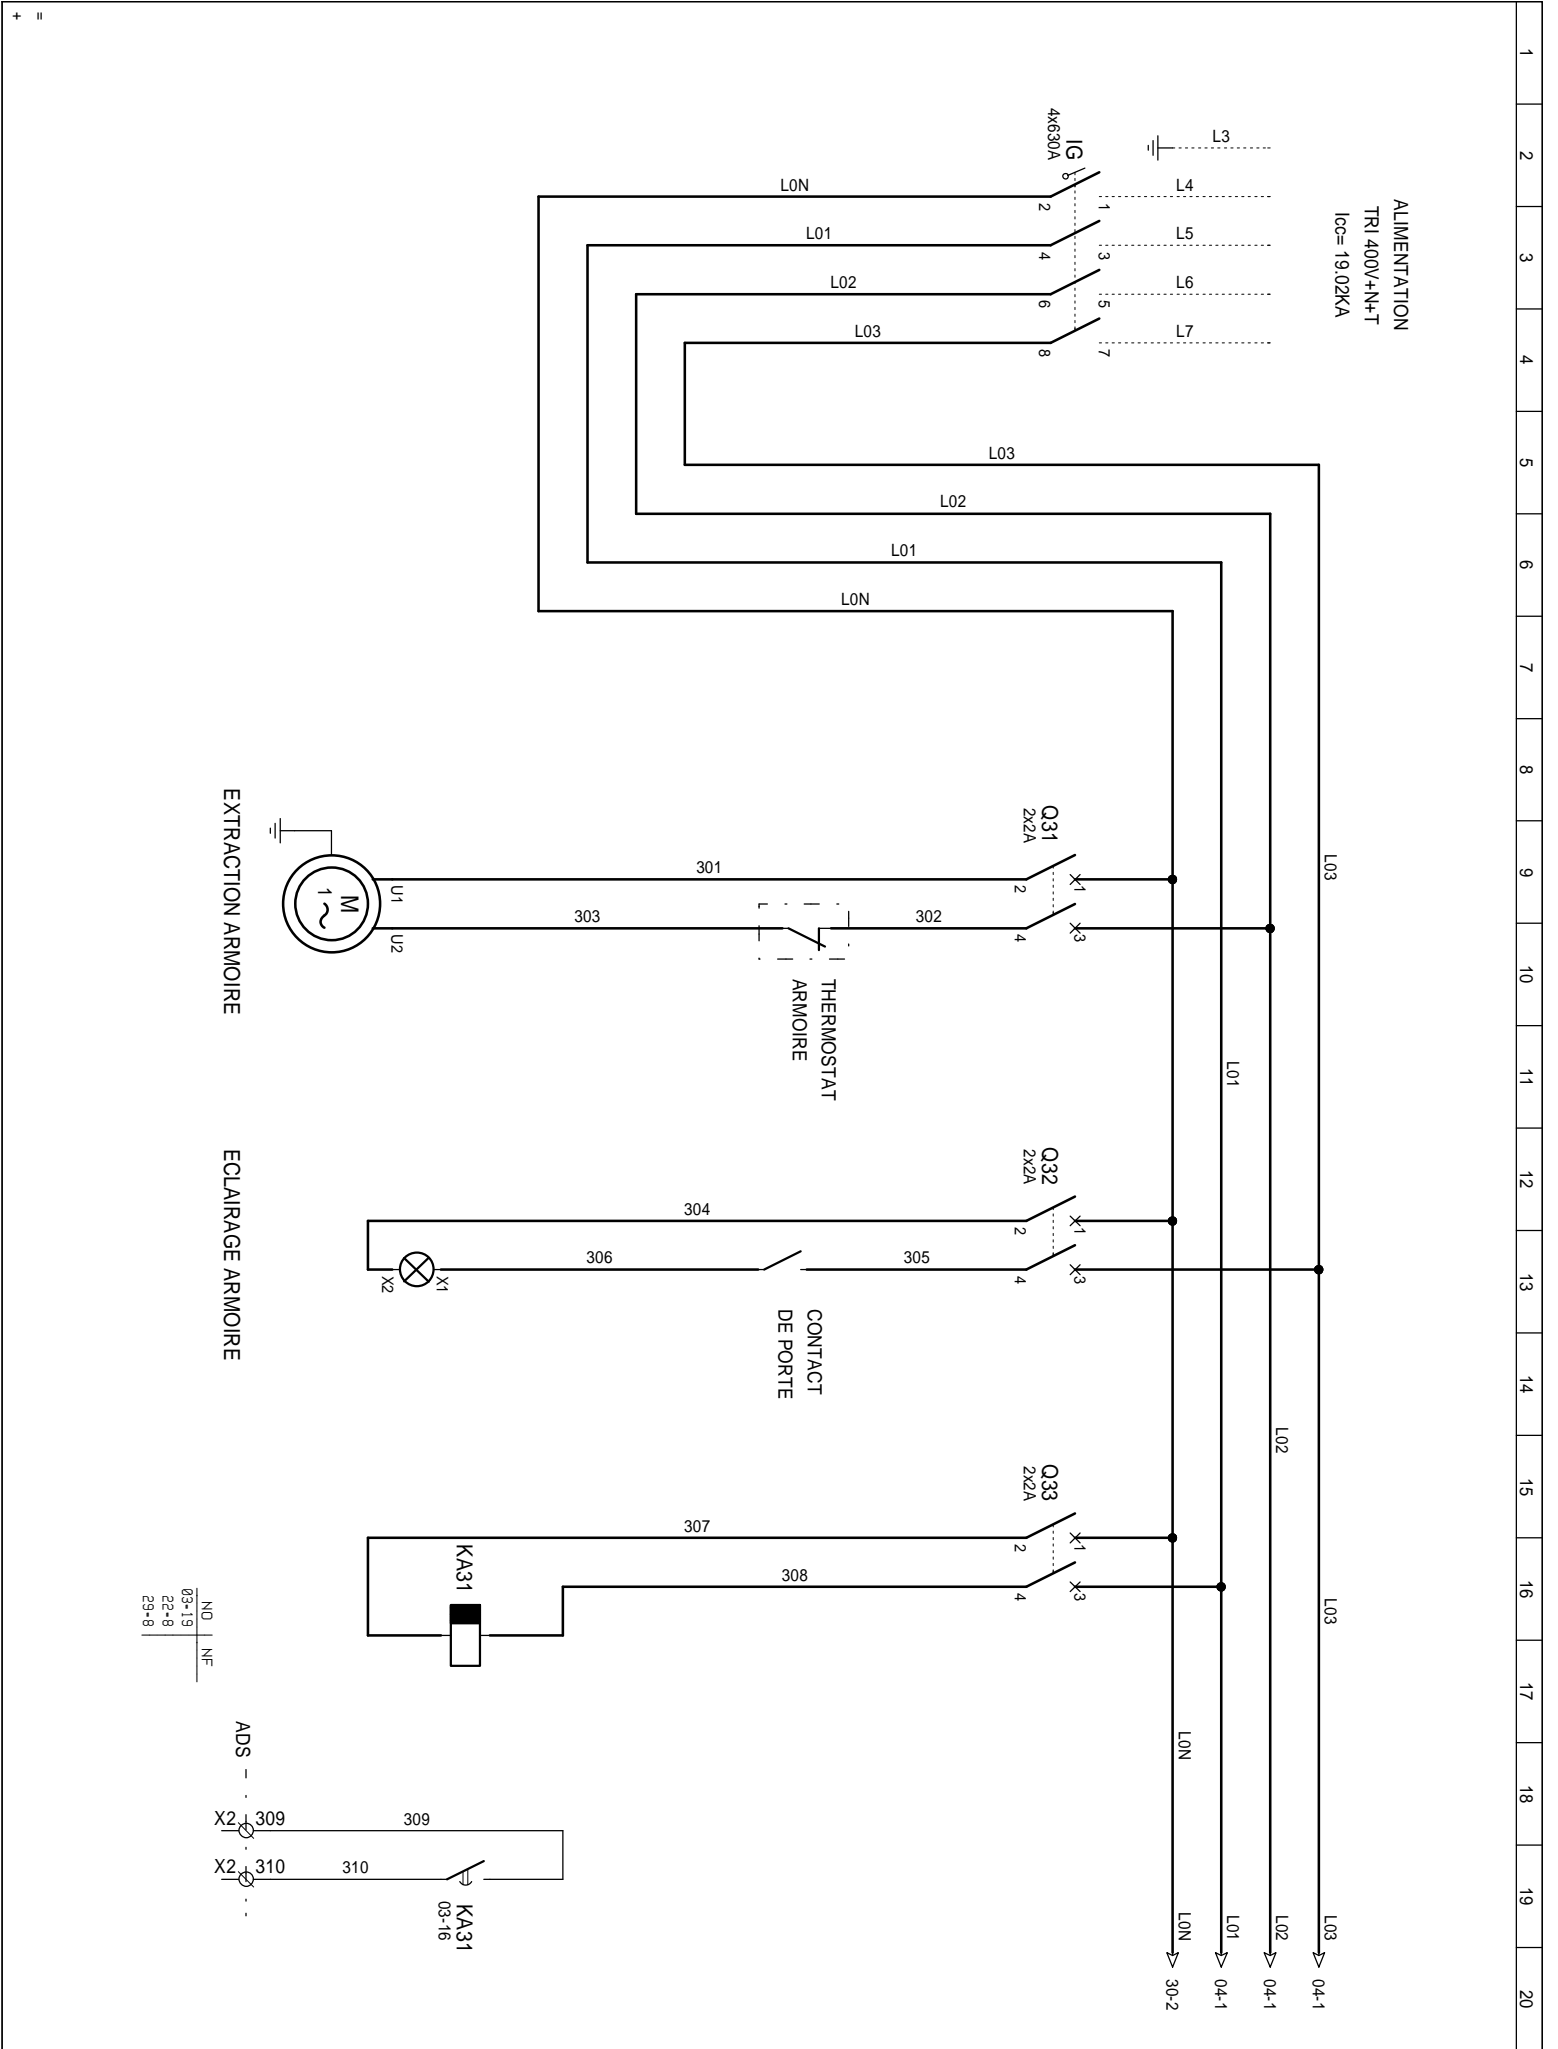 1 2 3 4 5 6 7 8 9 10 11 12 13 14 15 16 17 18 19 20
ALIMENTATION
TRI 400V+N+T
Icc= 19.02KA
L3
L4
L5
L6
L7
IG
4x630A
1
3
5
7
2
4
6
8
L0N
L01
L02
L03
L03
L02
L01
L0N
L03
L01
L02
L03
L0N
L03
L02
L01
L0N
04-1
04-1
04-1
30-2
Q31
2x2A
1
3
2
4
301
302
THERMOSTAT
ARMOIRE
303
U1
U2
M
1
EXTRACTION ARMOIRE
Q32
2x2A
1
3
2
4
304
305
CONTACT
DE PORTE
306
X1
X2
ECLAIRAGE ARMOIRE
Q33
2x2A
1
3
2
4
307
308
KA31
NO NF
03-19
22-8
29-8
KA31
03-16
309
310
309
310
X2
X2
ADS
=
+